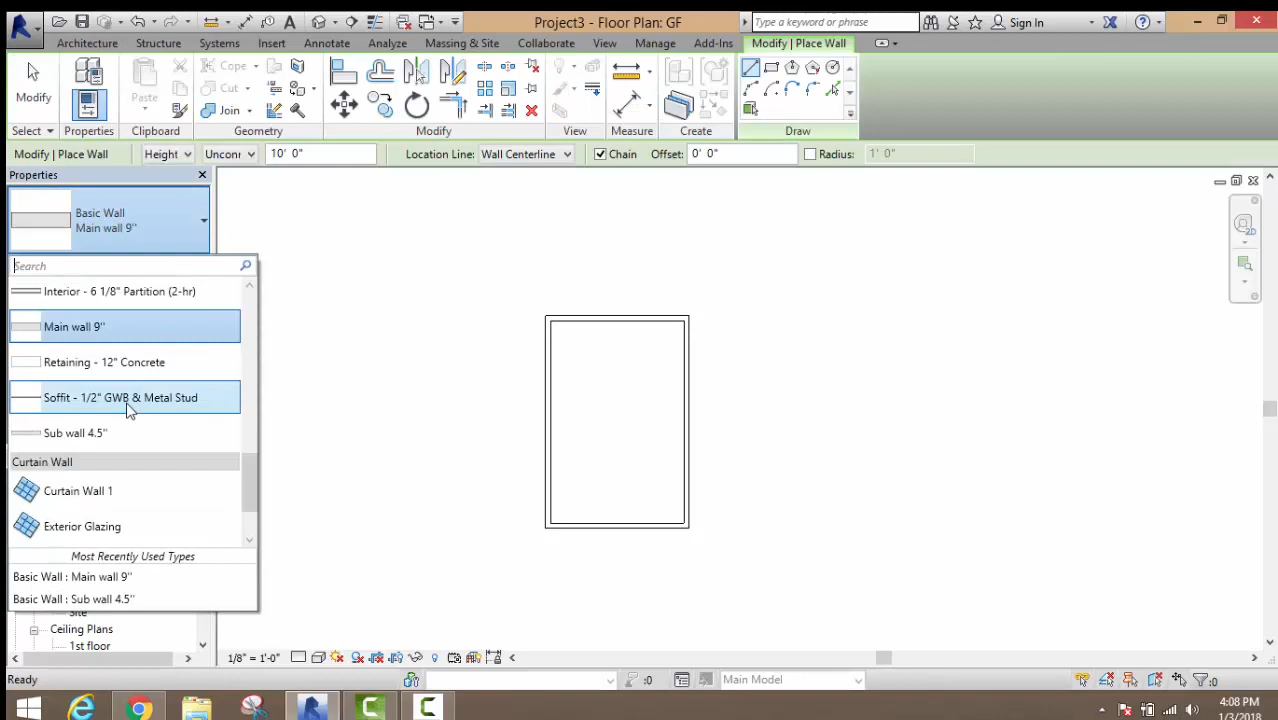 Project3 - Floor Plan: GF
Type a keyword or phrase
Sign In
Architecture Structure Systems Insert Annotate Analyze Massing & Site Collaborate View Manage Add-Ins Modify | Place Wall
Modify
Paste
Cope
Cut
Join
Select Properties Clipboard Geometry Modify View Measure Create Draw
Modify | Place Wall Height Uncon 10' 0" Location Line: Wall Centerline Chain Offset: 0' 0" Radius: 1' 0"
Properties
Basic Wall
Main wall 9"
Search
Interior - 6 1/8" Partition (2-hr)
Main wall 9"
Retaining - 12" Concrete
Soffit - 1/2" GWB & Metal Stud
Sub wall 4.5"
Curtain Wall
Curtain Wall 1
Exterior Glazing
Most Recently Used Types
Basic Wall : Main wall 9"
Basic Wall : Sub wall 4.5"
Site
Ceiling Plans
1st floor
1/8" = 1'-0"
2D
Ready
:0
Main Model
:0
4:08 PM
1/3/2018